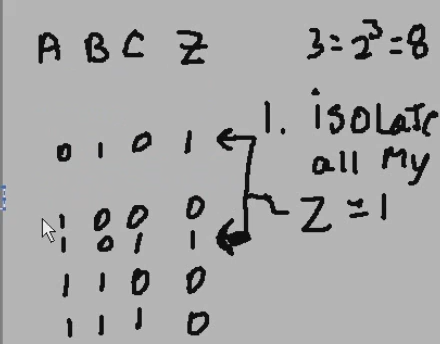 A B C Z 3=2³=8
0 1 0 1 1. isolate
all my
1 0 0 0 Z = 1
1 0 1 1
1 1 0 0
1 1 1 0